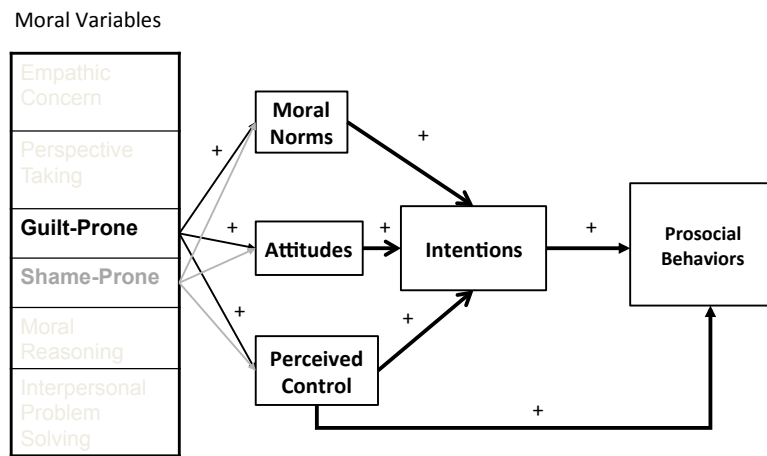 Moral Variables
Empathic
Concern
Perspective
Taking
Guilt-Prone
Shame-Prone
Moral
Reasoning
Interpersonal
Problem
Solving
+
+
+
Moral
Norms
Attitudes
Perceived
Control
+
+
+
Intentions
+
+
Prosocial
Behaviors